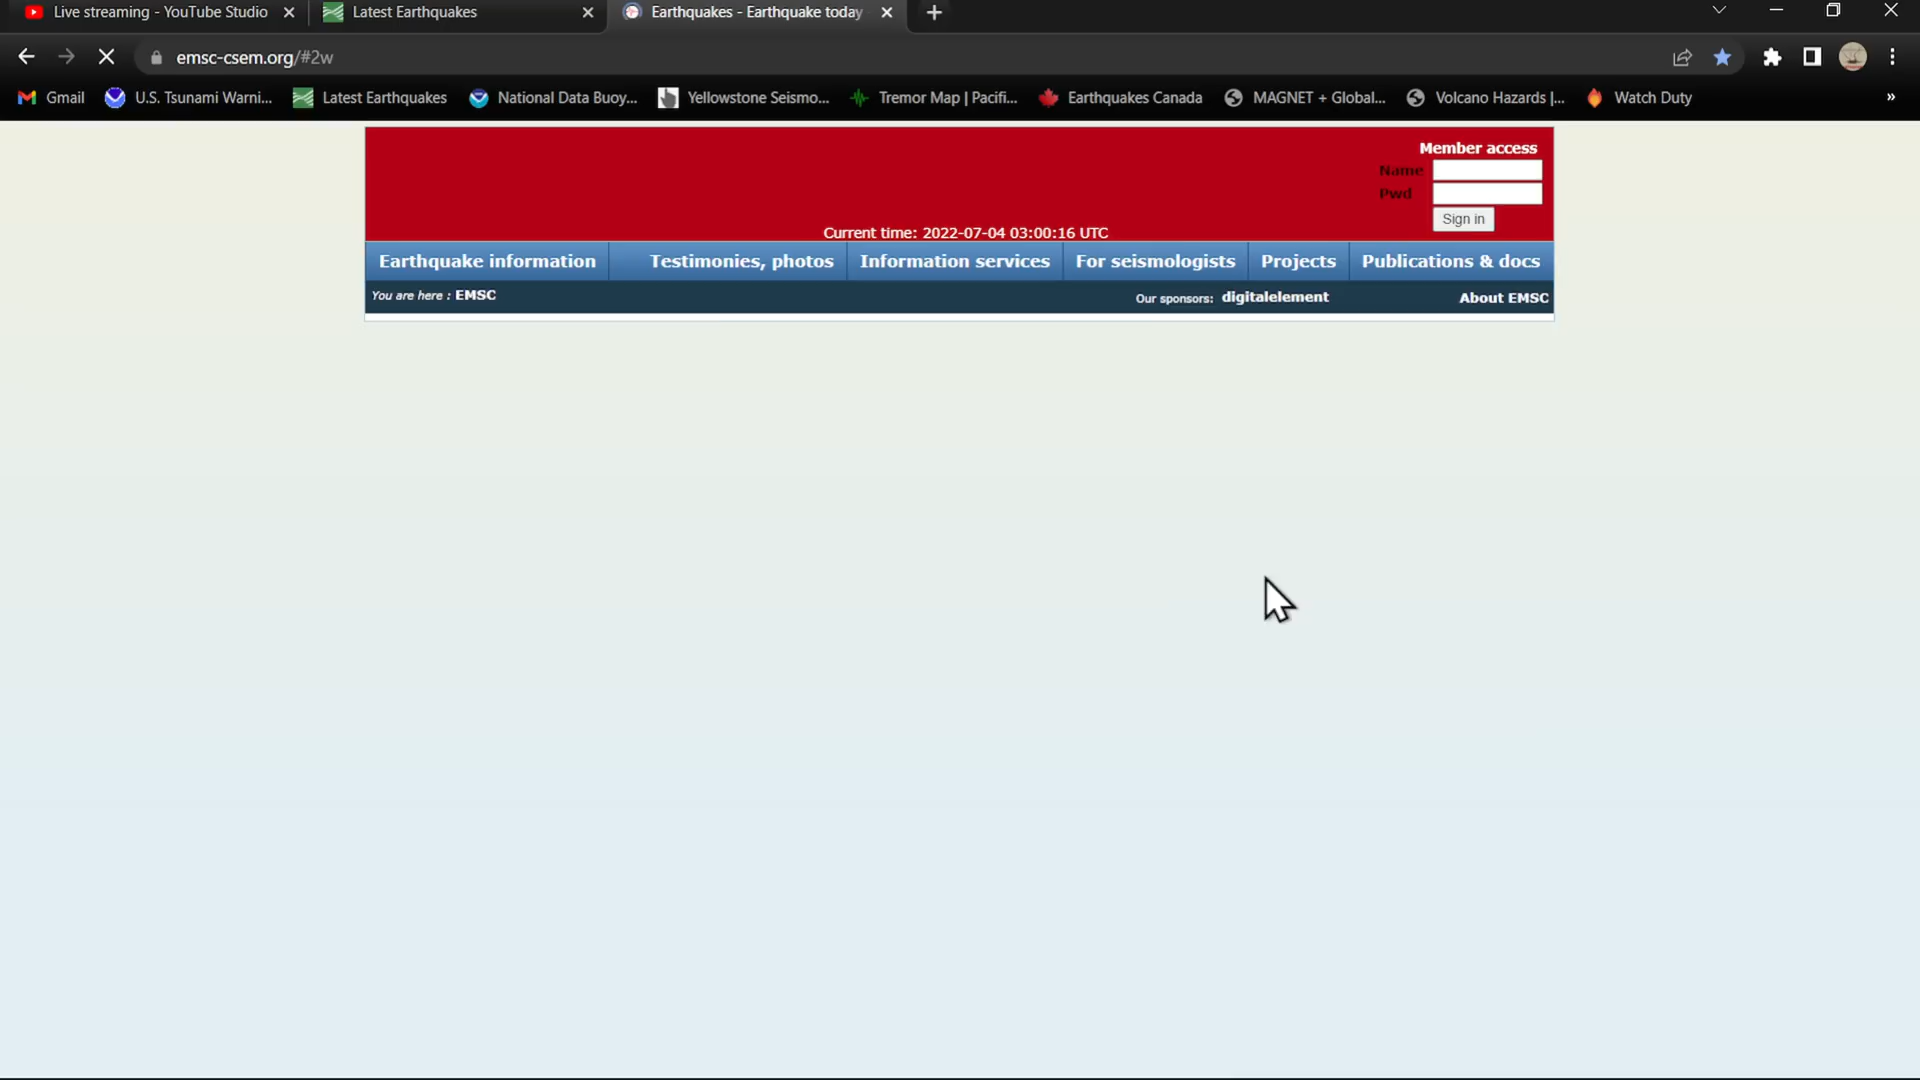 Live streaming - YouTube Studio
Latest Earthquakes
Earthquakes - Earthquake today
emsc-csem.org/#2w
Gmail
U.S. Tsunami Warni...
Latest Earthquakes
National Data Buoy...
Yellowstone Seismo...
Tremor Map | Pacifi...
Earthquakes Canada
MAGNET + Global...
Volcano Hazards |...
Watch Duty
»
Member access
Name
Pwd
Sign in
Current time: 2022-07-04 03:00:16 UTC
Earthquake information
Testimonies, photos
Information services
For seismologists
Projects
Publications & docs
You are here : EMSC
Our sponsors: digitalelement
About EMSC